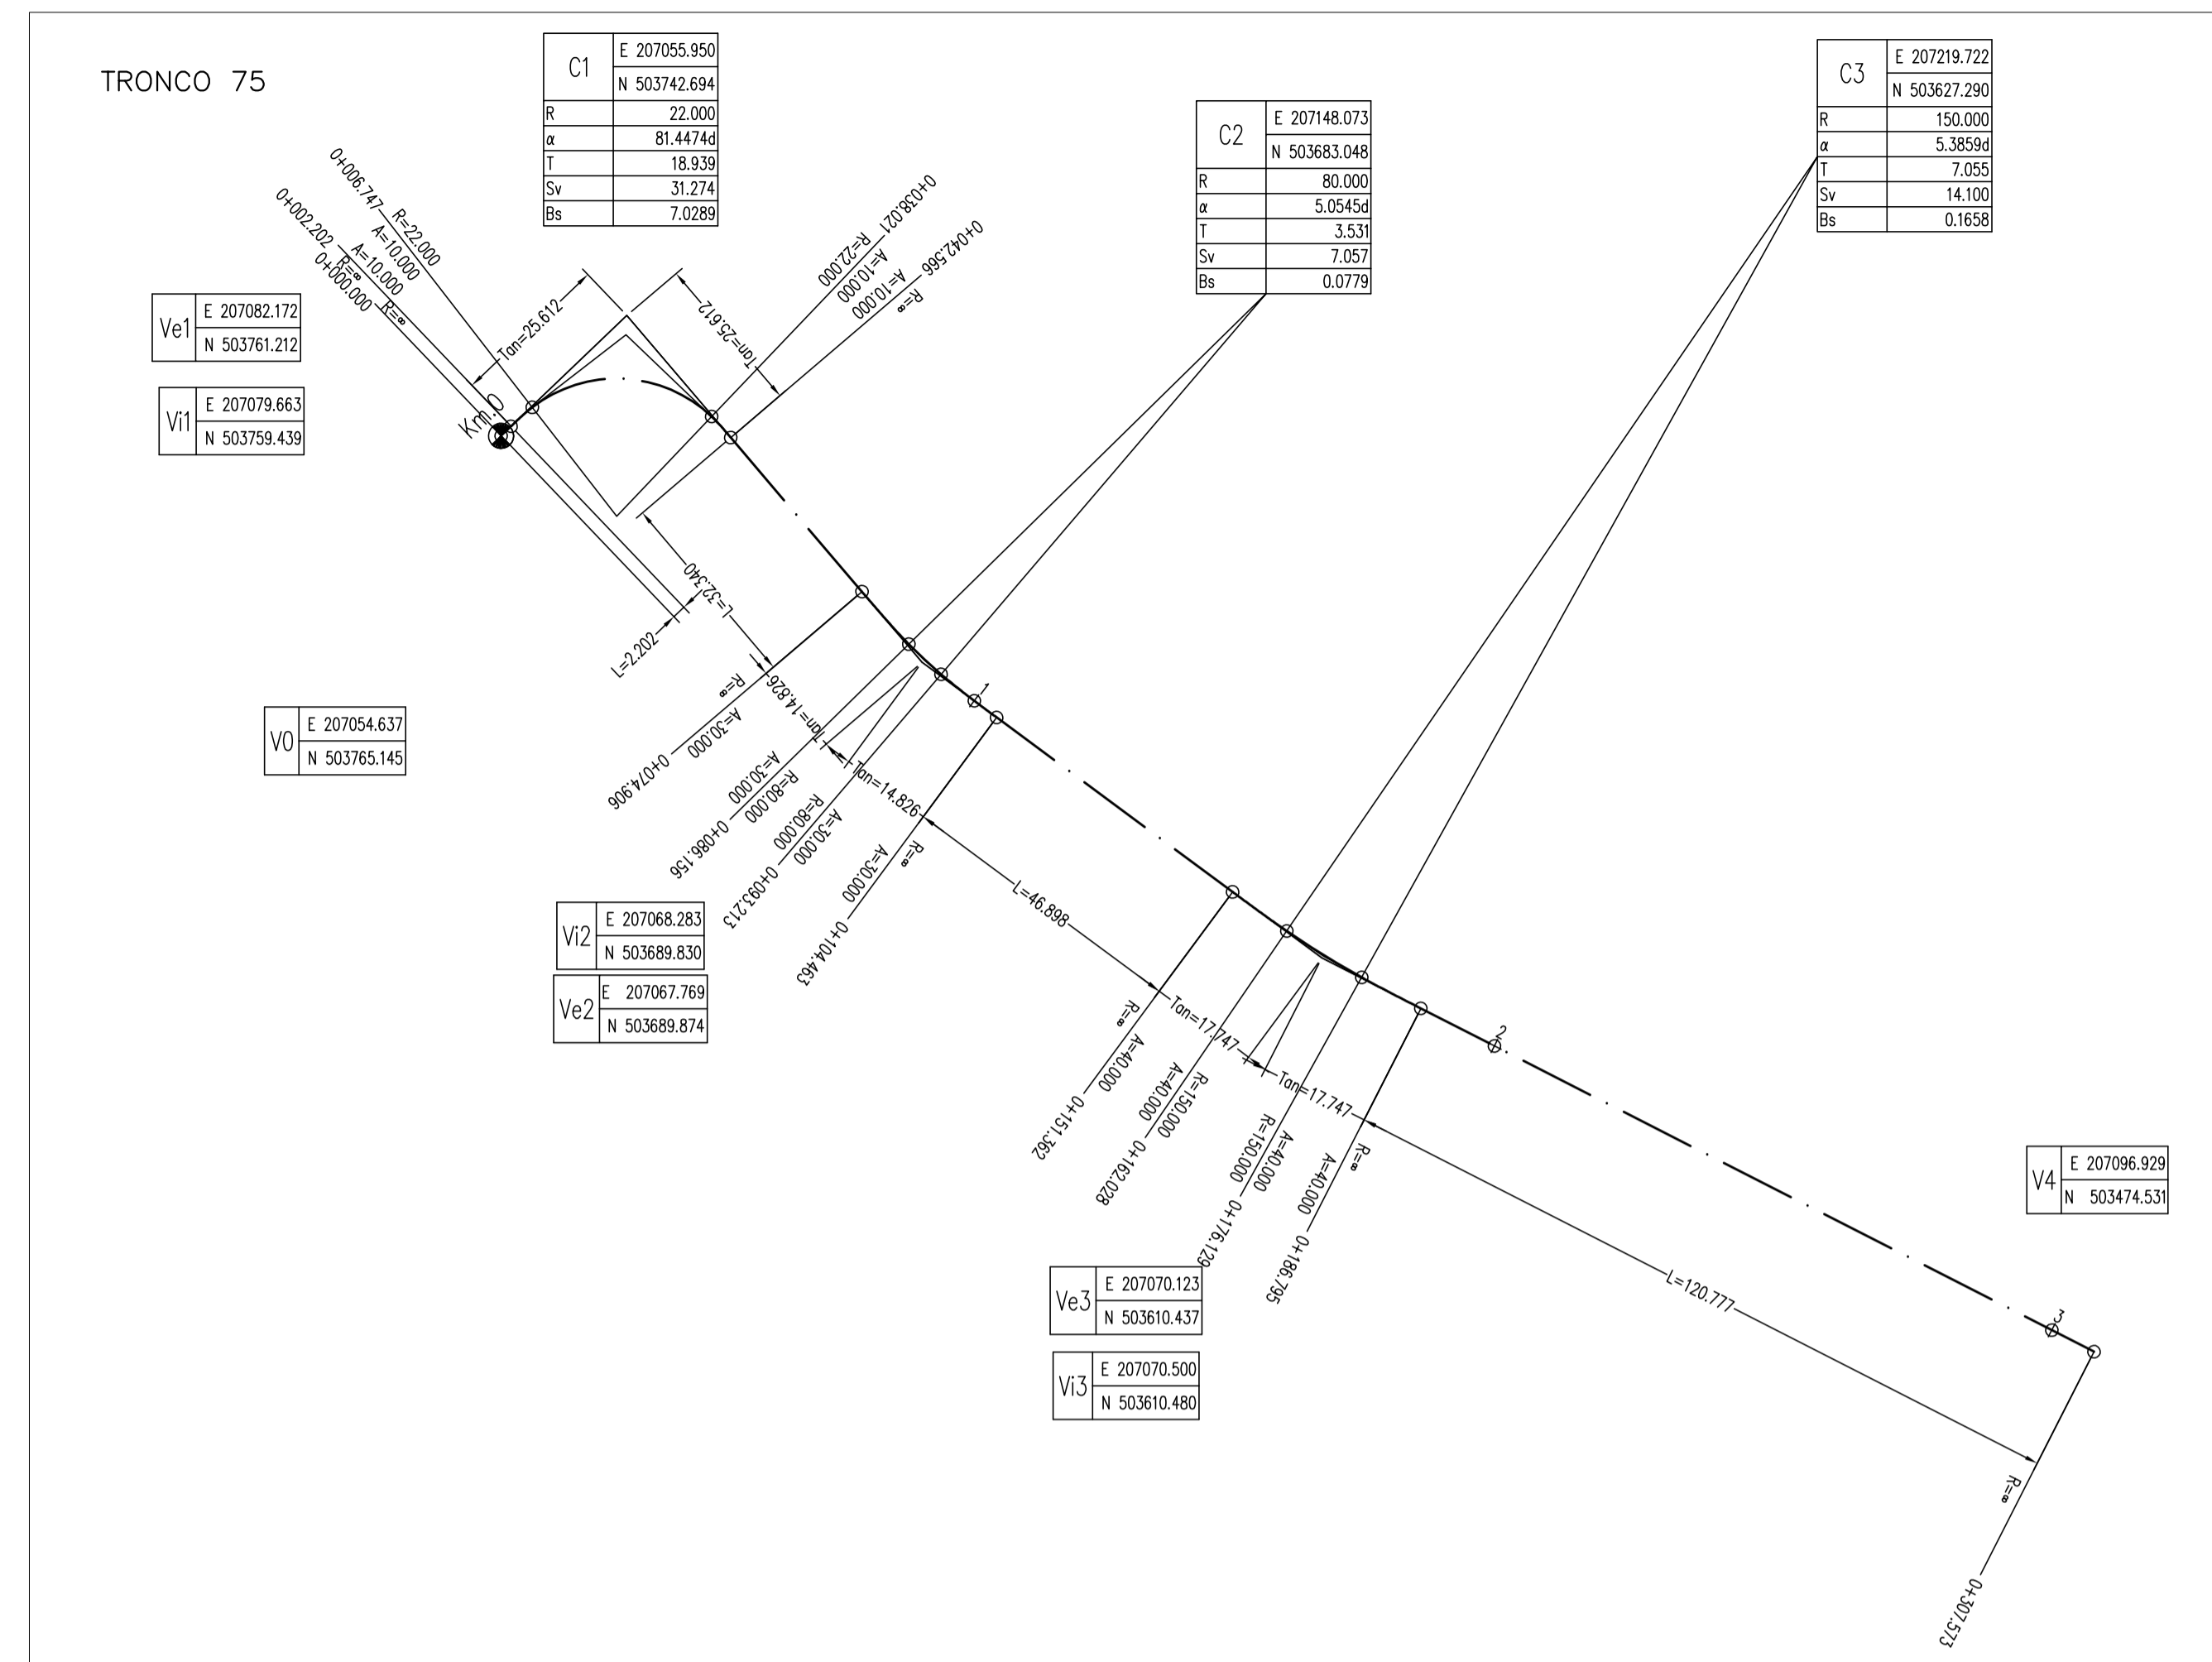 TRONCO 75
C1
E 207055.950
N 503742.694
R 22.000
α 81.4474d
T 18.939
Sv 31.274
Bs 7.0289
C2
E 207148.073
N 503683.048
R 80.000
α 5.0545d
T 3.531
Sv 7.057
Bs 0.0779
C3
E 207219.722
N 503627.290
R 150.000
α 5.3859d
T 7.055
Sv 14.100
Bs 0.1658
Ve1
E 207082.172
N 503761.212
Vi1
E 207079.663
N 503759.439
V0
E 207054.637
N 503765.145
Vi2
E 207068.283
N 503689.830
Ve2
E 207067.769
N 503689.874
Ve3
E 207070.123
N 503610.437
Vi3
E 207070.500
N 503610.480
V4
E 207096.929
N 503474.531
0+006.747
R=22.000
A=10.000
0+002.202
A=10.000
R=∞
0+000.000
R=∞
Km.0
Tan=25.612
Tan=25.612
0+038.021
R=22.000
A=10.000
A=10.000
0+042.566
R=∞
L=2.202
L=32.340
R=∞
A=30.000
0+074.906
Tan=14.826
A=30.000
R=80.000
0+086.156
Tan=14.826
R=80.000
A=30.000
0+093.213
R=∞
A=30.000
0+104.463
1
L=46.898
R=∞
A=40.000
0+151.362
Tan=17.747
A=40.000
R=150.000
0+162.028
Tan=17.747
R=150.000
A=40.000
0+176.129
R=∞
A=40.000
0+186.795
2
L=120.777
3
R=∞
0+307.573